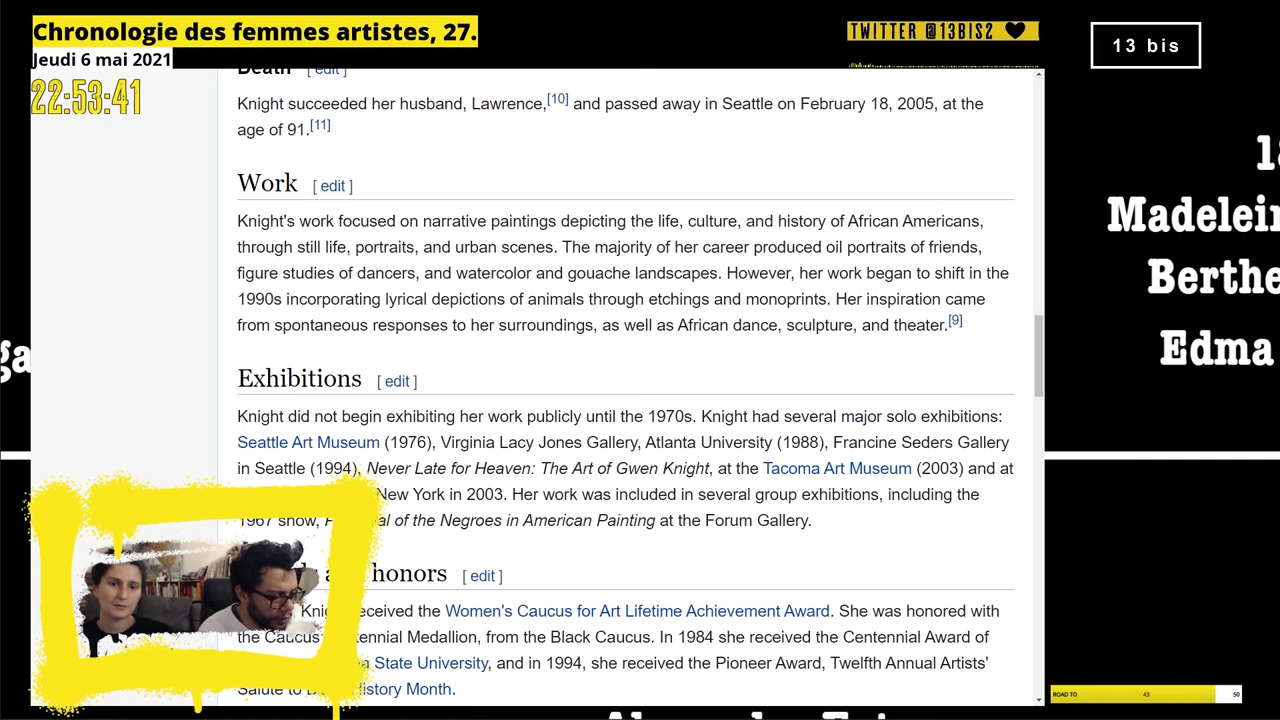 Chronologie des femmes artistes, 27.
Jeudi 6 mai 2021
22:53:41
TWITTER @13BIS2
13 bis
Death [ edit ]
Knight succeeded her husband, Lawrence,[10] and passed away in Seattle on February 18, 2005, at the
age of 91.[11]
Work [ edit ]
Knight's work focused on narrative paintings depicting the life, culture, and history of African Americans,
through still life, portraits, and urban scenes. The majority of her career produced oil portraits of friends,
figure studies of dancers, and watercolor and gouache landscapes. However, her work began to shift in the
1990s incorporating lyrical depictions of animals through etchings and monoprints. Her inspiration came
from spontaneous responses to her surroundings, as well as African dance, sculpture, and theater.[9]
Exhibitions [ edit ]
Knight did not begin exhibiting her work publicly until the 1970s. Knight had several major solo exhibitions:
Seattle Art Museum (1976), Virginia Lacy Jones Gallery, Atlanta University (1988), Francine Seders Gallery
in Seattle (1994), Never Late for Heaven: The Art of Gwen Knight, at the Tacoma Art Museum (2003) and at
New York in 2003. Her work was included in several group exhibitions, including the
1967 show, of the Negroes in American Painting at the Forum Gallery.
honors [ edit ]
received the Women's Caucus for Art Lifetime Achievement Award. She was honored with
the Caucus Medallion, from the Black Caucus. In 1984 she received the Centennial Award of
State University, and in 1994, she received the Pioneer Award, Twelfth Annual Artists'
Salute to History Month.
Madelei
Berthe
Edma
ROAD TO 43 50